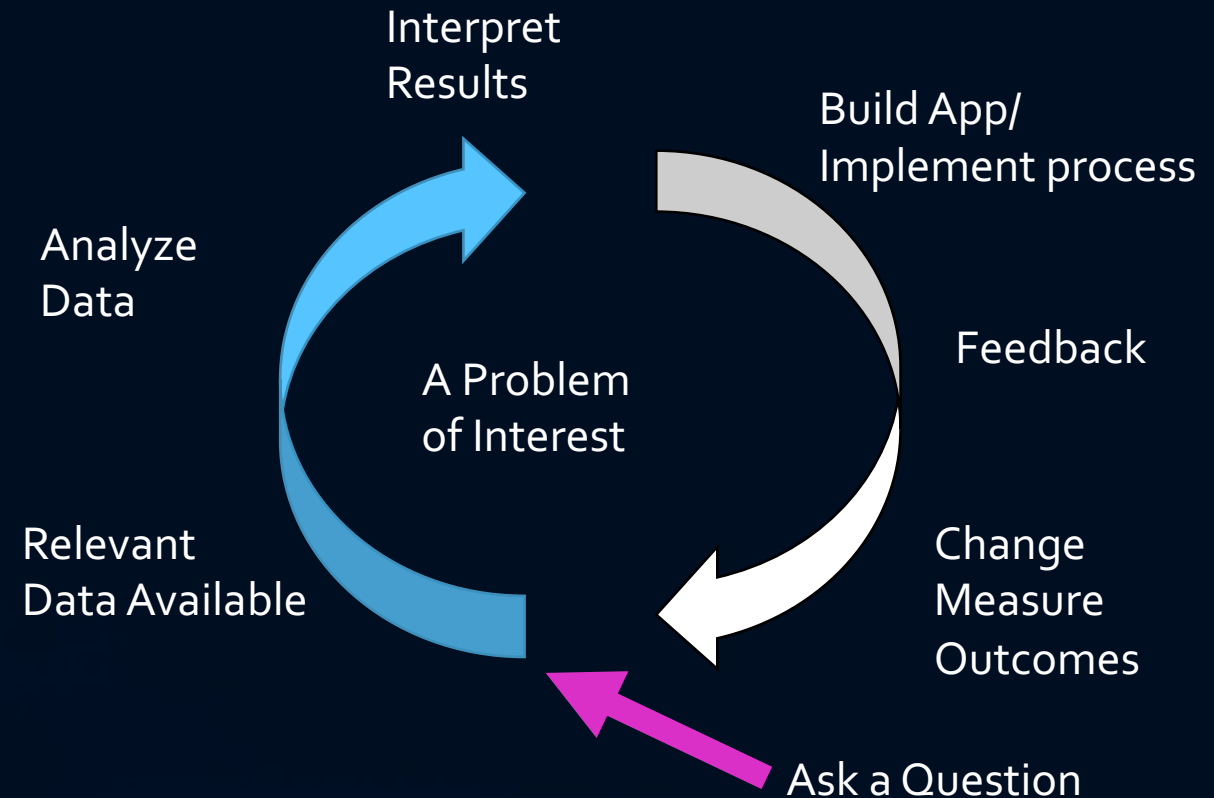 Interpret
Results
Build App/
Implement process
Analyze
Data
Feedback
A Problem
of Interest
Relevant
Data Available
Change
Measure
Outcomes
Ask a Question